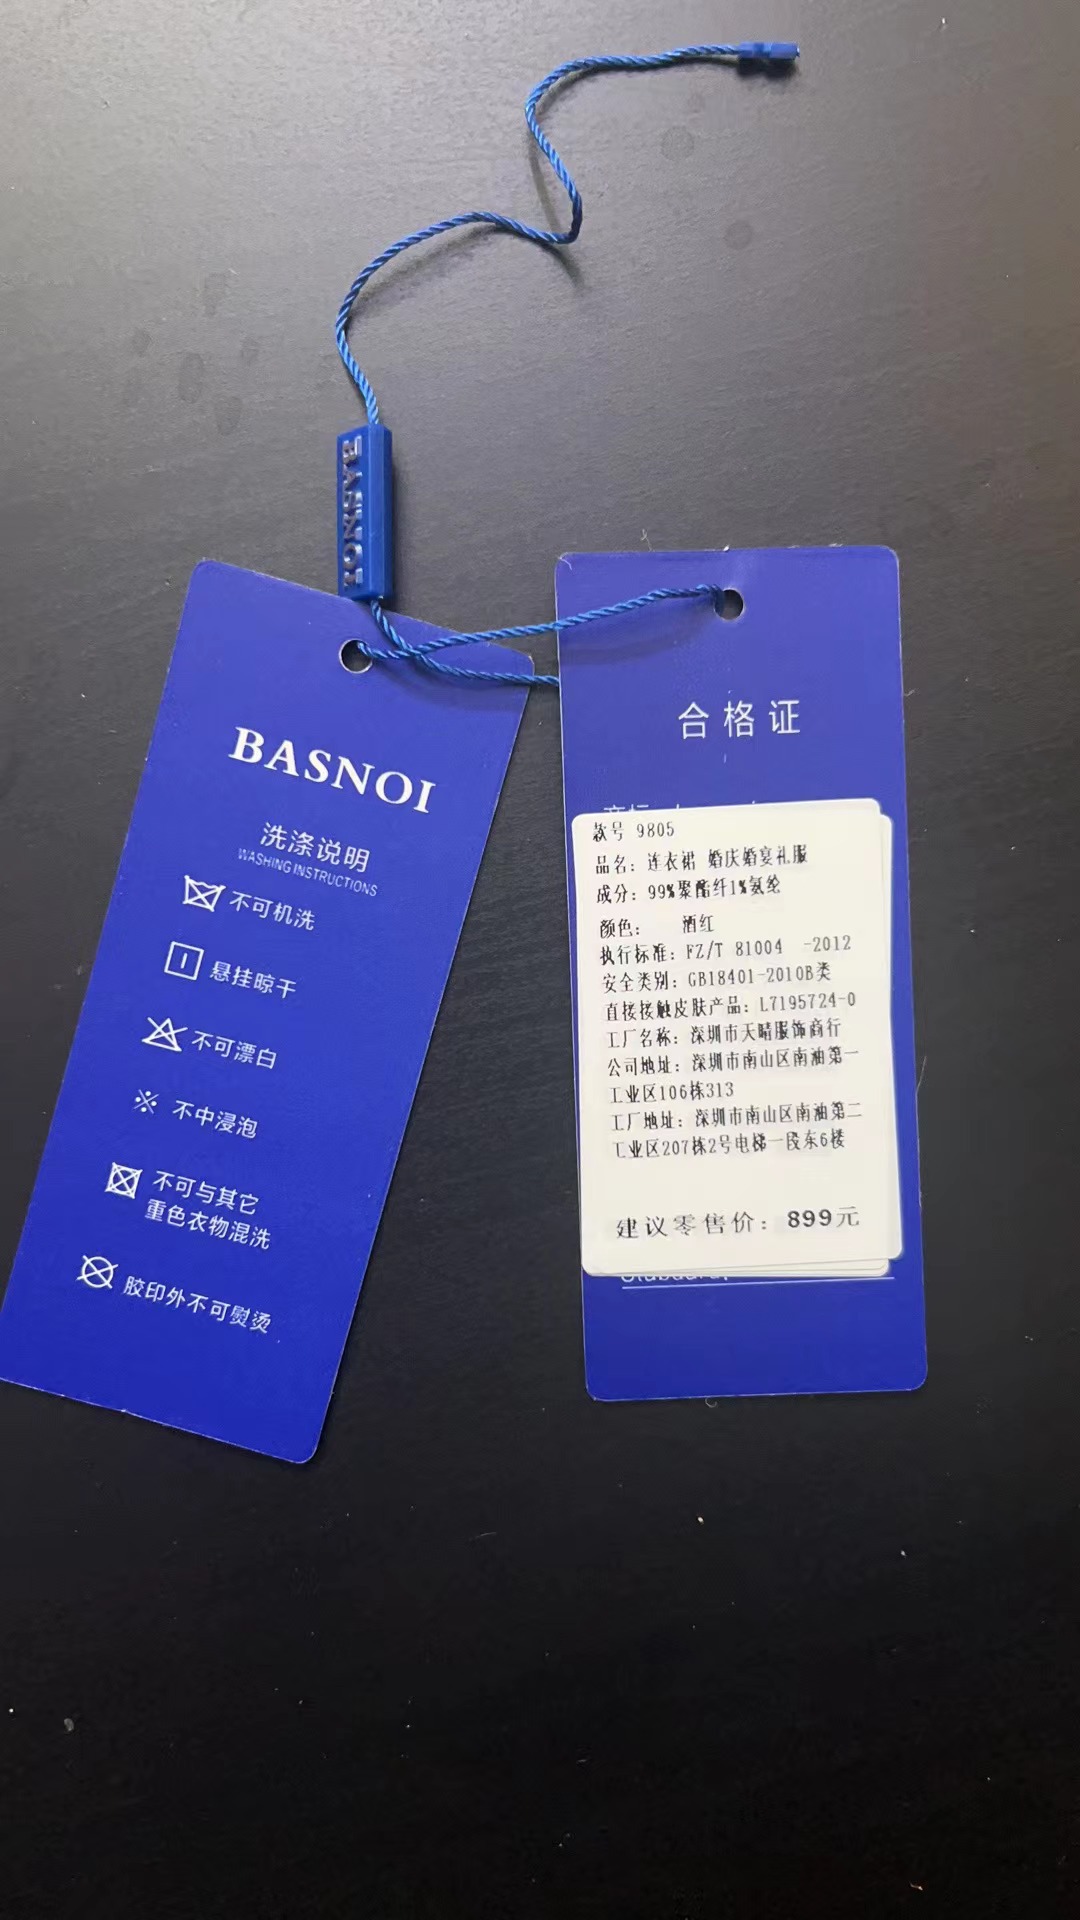 BASNOI
BASNOI
洗涤说明
WASHING INSTRUCTIONS
不可机洗
悬挂晾干
不可漂白
※ 不中浸泡
不可与其它
重色衣物混洗
胶印外不可熨烫
合格证
款号 9805
品名：连衣裙 婚庆婚宴礼服
成分：99%聚酯纤1%氨纶
颜色： 酒红
执行标准：FZ/T 81004 -2012
安全类别：GB18401-2010B类
直接接触皮肤产品：L7195724-0
工厂名称：深圳市天晴服饰商行
公司地址：深圳市南山区南油第一
工业区106栋313
工厂地址：深圳市南山区南油第二
工业区207栋2号电梯一段东6楼
建议零售价：899元